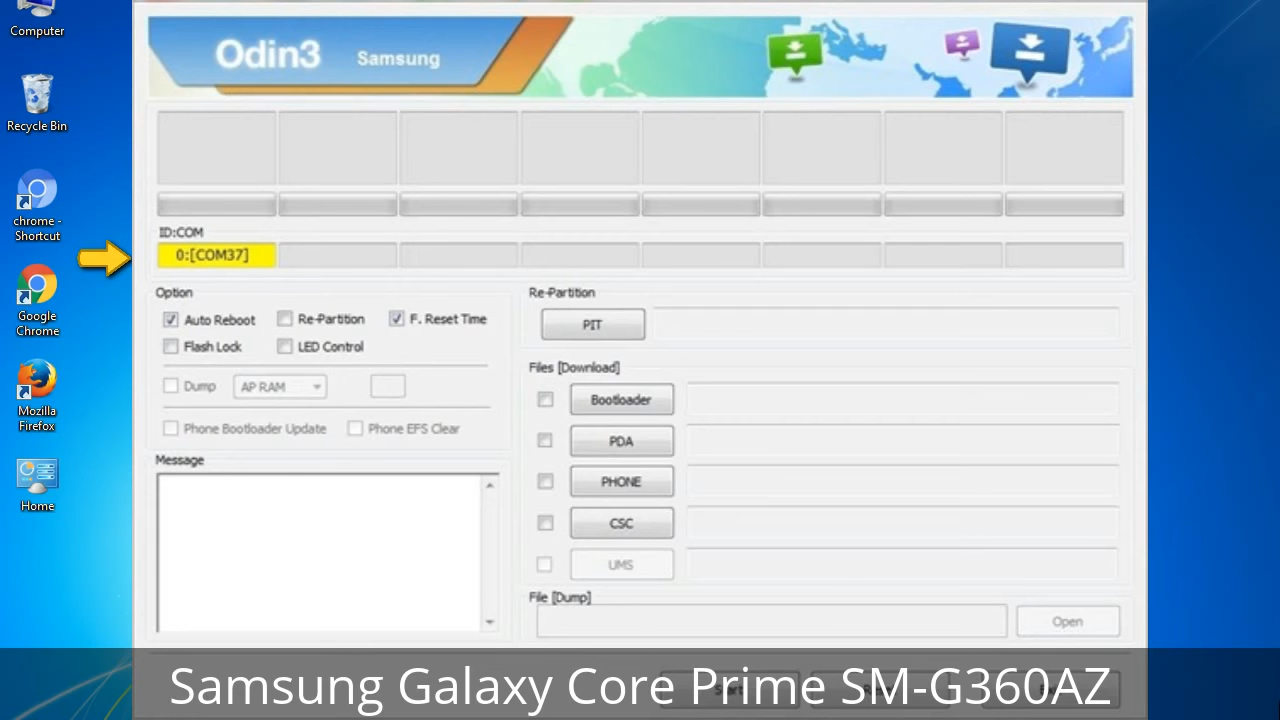 Computer
Recycle Bin
chrome -
Shortcut
Google
Chrome
Mozilla
Firefox
Home
Odin3 Samsung
ID:COM
0:[COM37]
Option
Auto Reboot Re-Partition F. Reset Time
Flash Lock LED Control
Dump AP RAM
Phone Bootloader Update Phone EFS Clear
Message
Re-Partition
PIT
Files [Download]
Bootloader
PDA
PHONE
CSC
UMS
File [Dump]
Open
Samsung Galaxy Core Prime SM-G360AZ